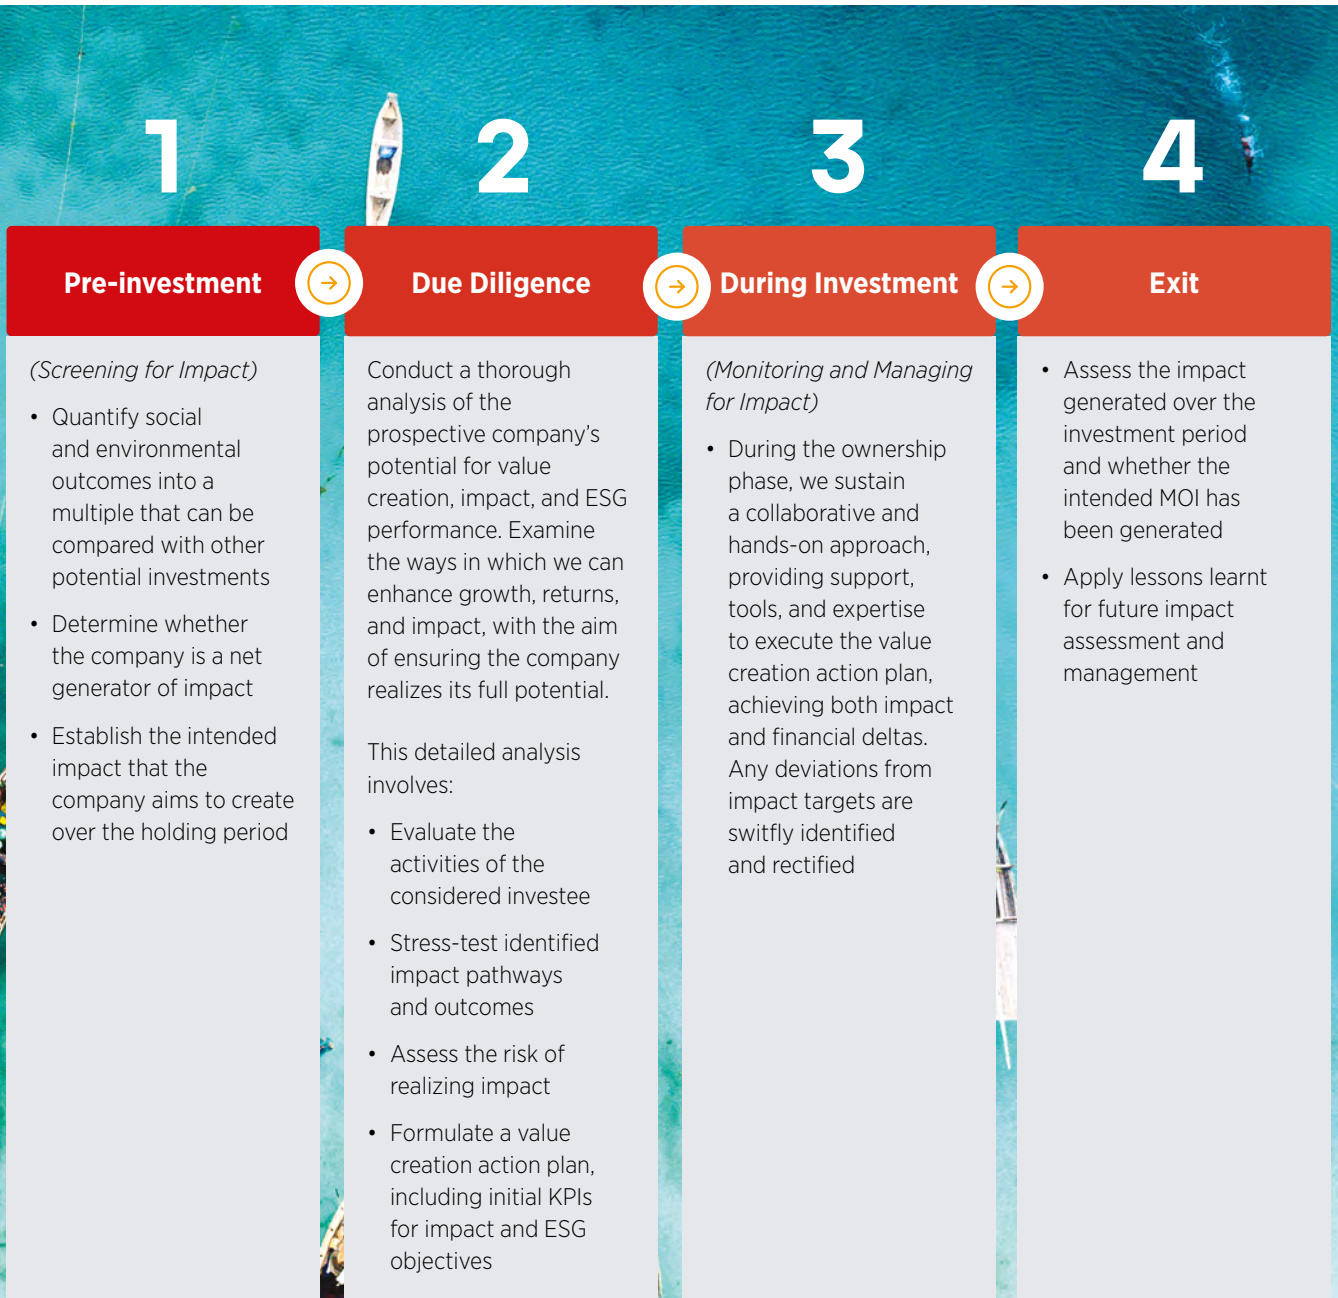 1
Pre-investment
(Screening for Impact)
• Quantify social
and environmental
outcomes into a
multiple that can be
compared with other
potential investments
• Determine whether
the company is a net
generator of impact
• Establish the intended
impact that the
company aims to create
over the holding period
2
Due Diligence
Conduct a thorough
analysis of the
prospective company’s
potential for value
creation, impact, and ESG
performance. Examine
the ways in which we can
enhance growth, returns,
and impact, with the aim
of ensuring the company
realizes its full potential.
This detailed analysis
involves:
• Evaluate the
activities of the
considered investee
• Stress-test identified
impact pathways
and outcomes
• Assess the risk of
realizing impact
• Formulate a value
creation action plan,
including initial KPIs
for impact and ESG
objectives
3
During Investment
(Monitoring and Managing
for Impact)
• During the ownership
phase, we sustain
a collaborative and
hands-on approach,
providing support,
tools, and expertise
to execute the value
creation action plan,
achieving both impact
and financial deltas.
Any deviations from
impact targets are
switfly identified
and rectified
4
Exit
• Assess the impact
generated over the
investment period
and whether the
intended MOI has
been generated
• Apply lessons learnt
for future impact
assessment and
management